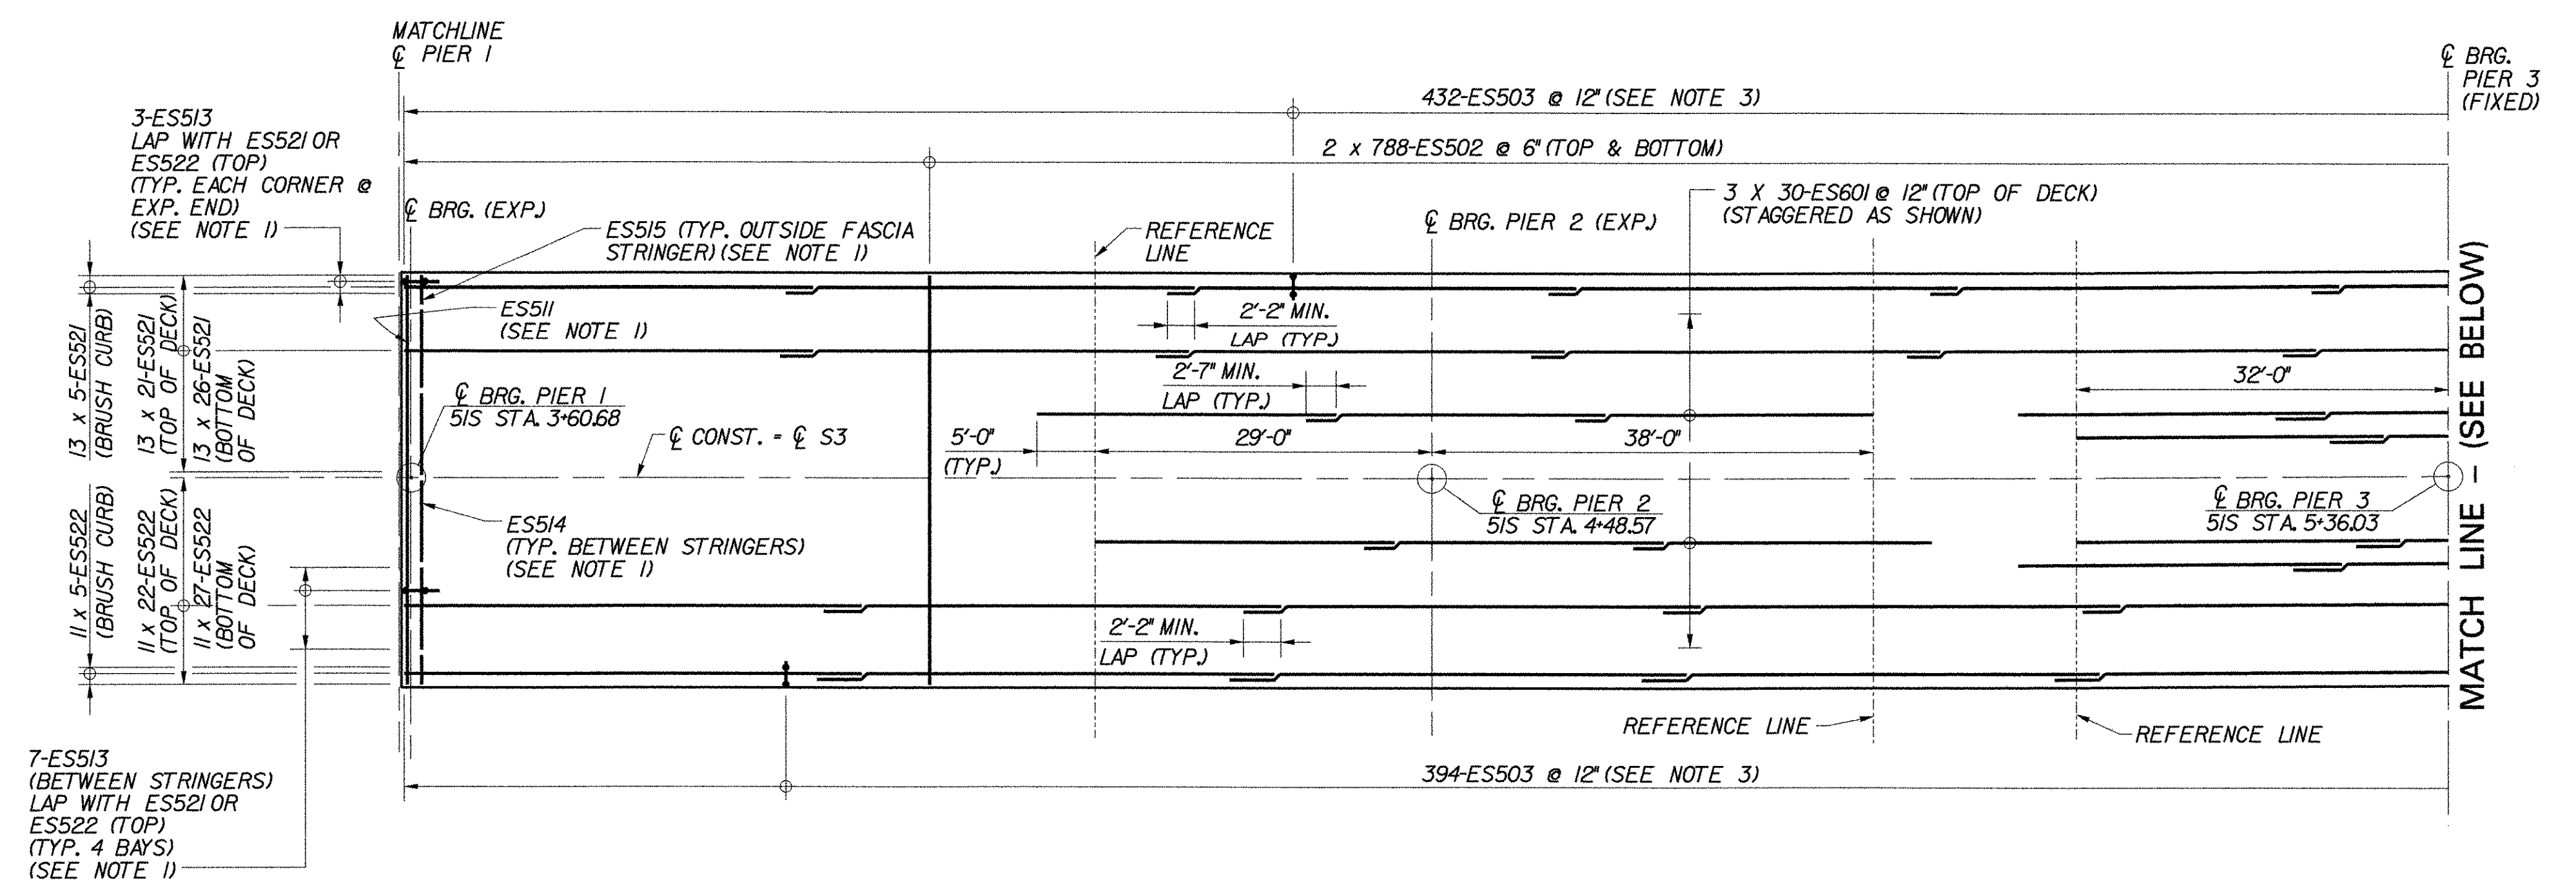 MATCHLINE
℄ PIER 1
℄ BRG.
PIER 3
(FIXED)
432-ES503 @ 12" (SEE NOTE 3)
2 x 788-ES502 @ 6" (TOP & BOTTOM)
3-ES513
LAP WITH ES521 OR
ES522 (TOP)
(TYP. EACH CORNER @
EXP. END)
(SEE NOTE 1)
℄ BRG. (EXP.)
ES515 (TYP. OUTSIDE FASCIA
STRINGER) (SEE NOTE 1)
REFERENCE
LINE
℄ BRG. PIER 2 (EXP.)
3 X 30-ES601 @ 12" (TOP OF DECK)
(STAGGERED AS SHOWN)
ES511
(SEE NOTE 1)
2'-2" MIN.
LAP (TYP.)
13 x 5-ES521
(BRUSH CURB)
13 x 21-ES521
(TOP OF DECK)
13 x 26-ES521
(BOTTOM
OF DECK)
℄ BRG. PIER 1
51S STA. 3+60.68
2'-7" MIN.
LAP (TYP.)
32'-0"
℄ CONST. = ℄ S3
5'-0"
(TYP.)
29'-0"
38'-0"
℄ BRG. PIER 2
51S STA. 4+48.57
℄ BRG. PIER 3
51S STA. 5+36.03
MATCH LINE - (SEE BELOW)
ES514
(TYP. BETWEEN STRINGERS)
(SEE NOTE 1)
11 x 5-ES522
(BRUSH CURB)
11 x 22-ES522
(TOP OF DECK)
11 x 27-ES522
(BOTTOM
OF DECK)
2'-2" MIN.
LAP (TYP.)
REFERENCE LINE
REFERENCE LINE
7-ES513
(BETWEEN STRINGERS)
LAP WITH ES521 OR
ES522 (TOP)
(TYP. 4 BAYS)
(SEE NOTE 1)
394-ES503 @ 12" (SEE NOTE 3)